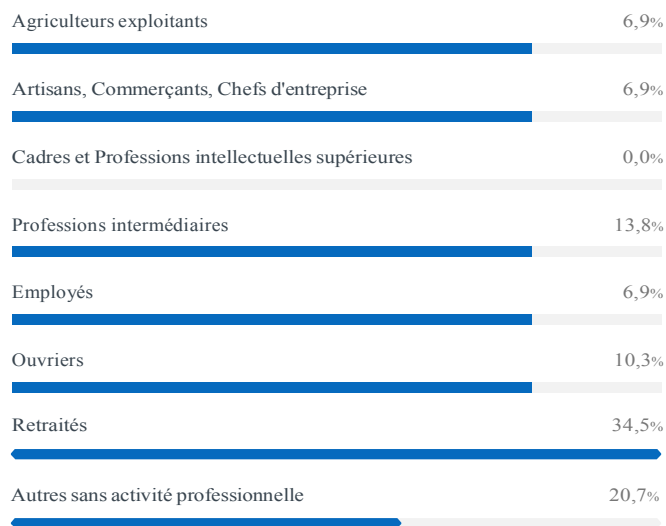 Agriculteurs exploitants 6,9%
Artisans, Commerçants, Chefs d'entreprise 6,9%
Cadres et Professions intellectuelles supérieures 0,0%
Professions intermédiaires 13,8%
Employés 6,9%
Ouvriers 10,3%
Retraités 34,5%
Autres sans activité professionnelle 20,7%